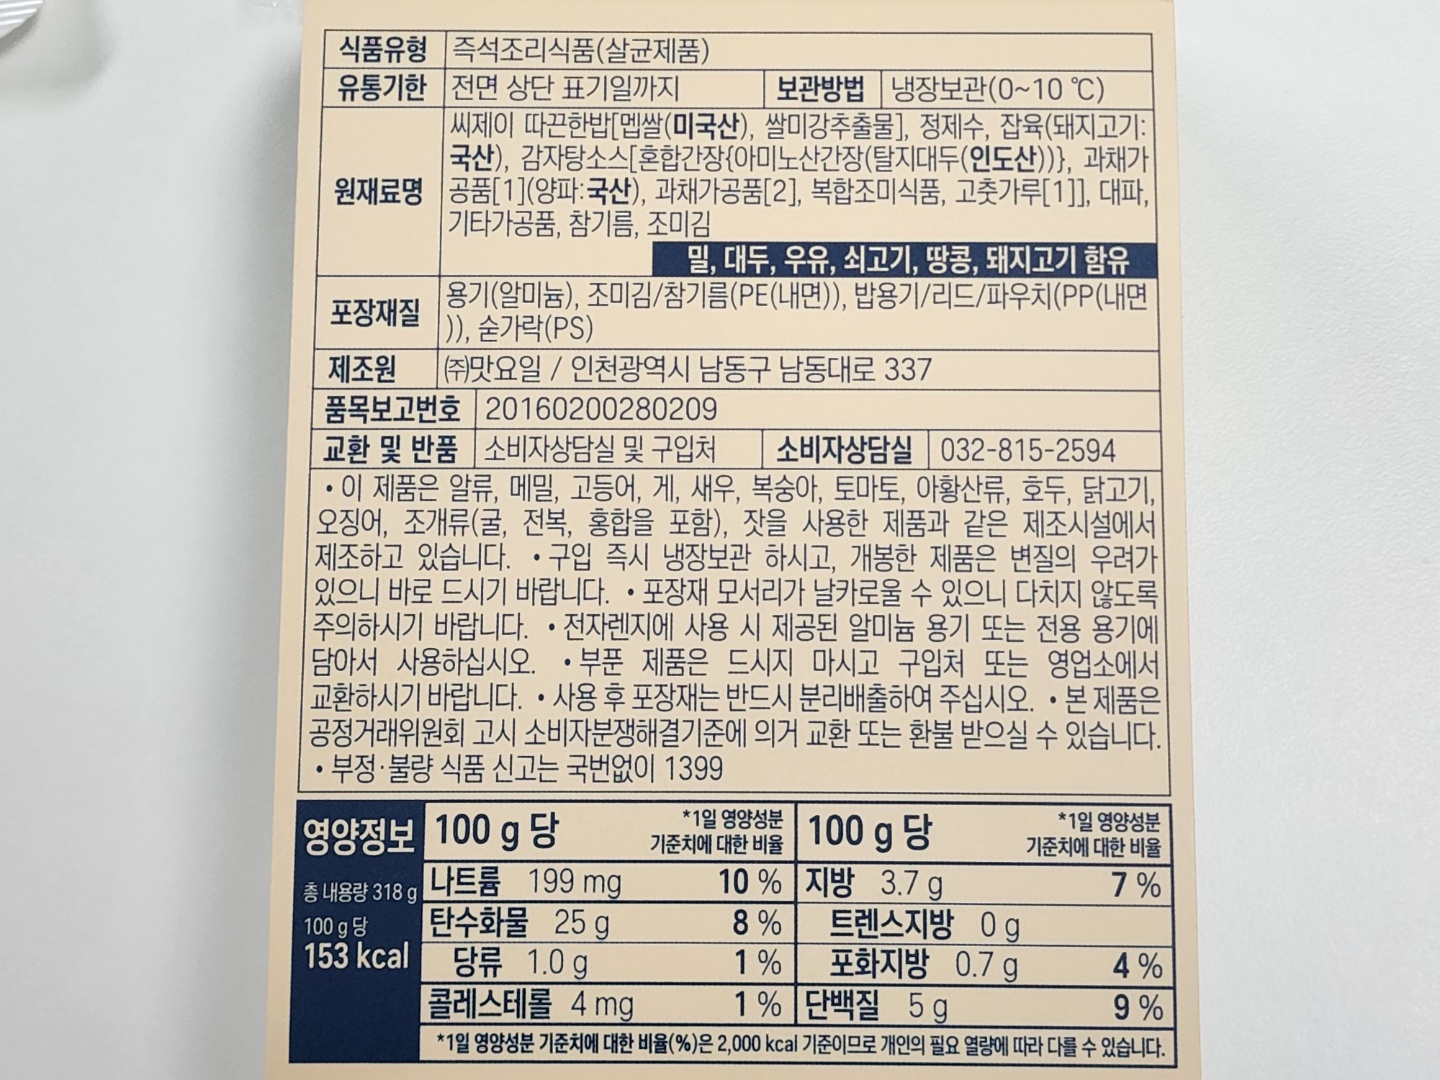 식품유형 즉석조리식품(살균제품)
유통기한 전면 상단 표기일까지 보관방법 냉장보관(0~10 ℃)
원재료명 씨제이 따끈한밥[멥쌀(미국산), 쌀미강추출물], 정제수, 잡육(돼지고기:
국산), 감자탕소스[혼합간장{아미노산간장(탈지대두(인도산))}, 과채가
공품[1](양파:국산), 과채가공품[2], 복합조미식품, 고춧가루[1]], 대파,
기타가공품, 참기름, 조미김
밀, 대두, 우유, 쇠고기, 땅콩, 돼지고기 함유
포장재질 용기(알미늄), 조미김/참기름(PE(내면)), 밥용기/리드/파우치(PP(내면
)), 숟가락(PS)
제조원 ㈜맛요일 / 인천광역시 남동구 남동대로 337
품목보고번호 20160200280209
교환 및 반품 소비자상담실 및 구입처 소비자상담실 032-815-2594
• 이 제품은 알류, 메밀, 고등어, 게, 새우, 복숭아, 토마토, 아황산류, 호두, 닭고기,
오징어, 조개류(굴, 전복, 홍합을 포함), 잣을 사용한 제품과 같은 제조시설에서
제조하고 있습니다. • 구입 즉시 냉장보관 하시고, 개봉한 제품은 변질의 우려가
있으니 바로 드시기 바랍니다. • 포장재 모서리가 날카로울 수 있으니 다치지 않도록
주의하시기 바랍니다. • 전자렌지에 사용 시 제공된 알미늄 용기 또는 전용 용기에
담아서 사용하십시오. • 부푼 제품은 드시지 마시고 구입처 또는 영업소에서
교환하시기 바랍니다. • 사용 후 포장재는 반드시 분리배출하여 주십시오. • 본 제품은
공정거래위원회 고시 소비자분쟁해결기준에 의거 교환 또는 환불 받으실 수 있습니다.
• 부정·불량 식품 신고는 국번없이 1399
영양정보
총 내용량 318 g
100 g 당
153 kcal
100 g 당 *1일 영양성분
기준치에 대한 비율
나트륨 199 mg 10 %
탄수화물 25 g 8 %
당류 1.0 g 1 %
콜레스테롤 4 mg 1 %
100 g 당 *1일 영양성분
기준치에 대한 비율
지방 3.7 g 7 %
트렌스지방 0 g
포화지방 0.7 g 4 %
단백질 5 g 9 %
*1일 영양성분 기준치에 대한 비율(%)은 2,000 kcal 기준이므로 개인의 필요 열량에 따라 다를 수 있습니다.